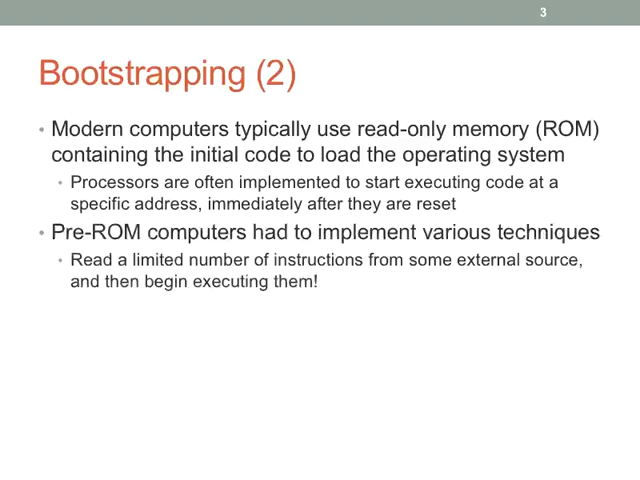 3
Bootstrapping (2)
• Modern computers typically use read-only memory (ROM)
containing the initial code to load the operating system
• Processors are often implemented to start executing code at a
specific address, immediately after they are reset
• Pre-ROM computers had to implement various techniques
• Read a limited number of instructions from some external source,
and then begin executing them!